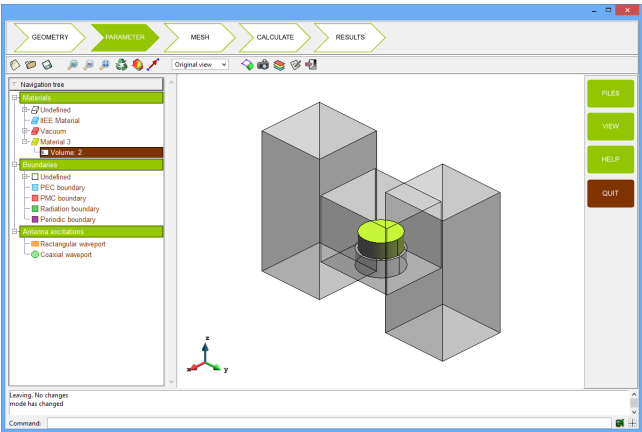 GEOMETRY
PARAMETER
MESH
CALCULATE
RESULTS
Original view
Navigation tree
Materials
Undefined
IIEE Material
Vacuum
Material 3
Volume: 2
Boundaries
Undefined
PEC boundary
PMC boundary
Radiation boundary
Periodic boundary
Antenna excitations
Rectangular waveport
Coaxial waveport
FILES
VIEW
HELP
QUIT
z
x
y
Leaving. No changes
mode has changed
Command: